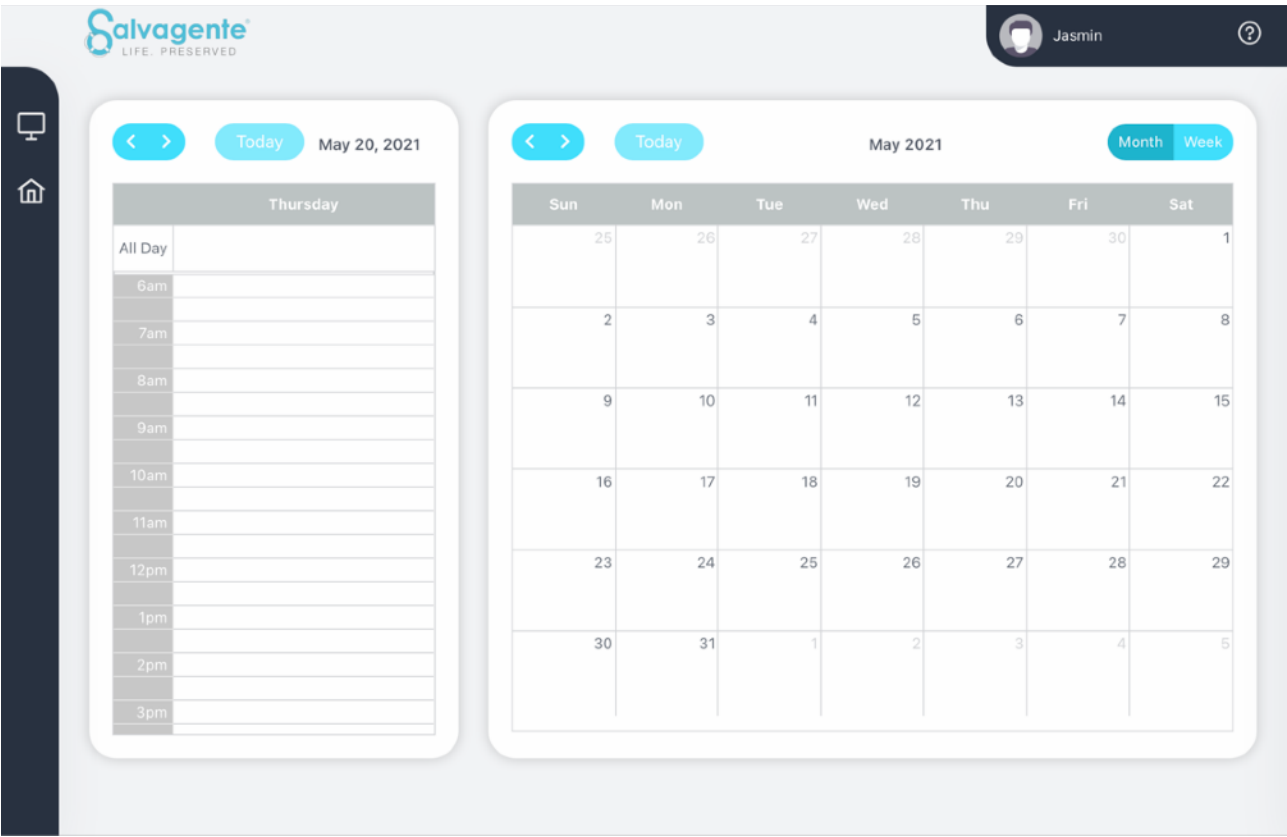 Salvagente®
LIFE. PRESERVED
Jasmin
Today May 20, 2021
Thursday
All Day
6am
7am
8am
9am
10am
11am
12pm
1pm
2pm
3pm
Today May 2021 Month Week
Sun Mon Tue Wed Thu Fri Sat
25 26 27 28 29 30 1
2 3 4 5 6 7 8
9 10 11 12 13 14 15
16 17 18 19 20 21 22
23 24 25 26 27 28 29
30 31 1 2 3 4 5